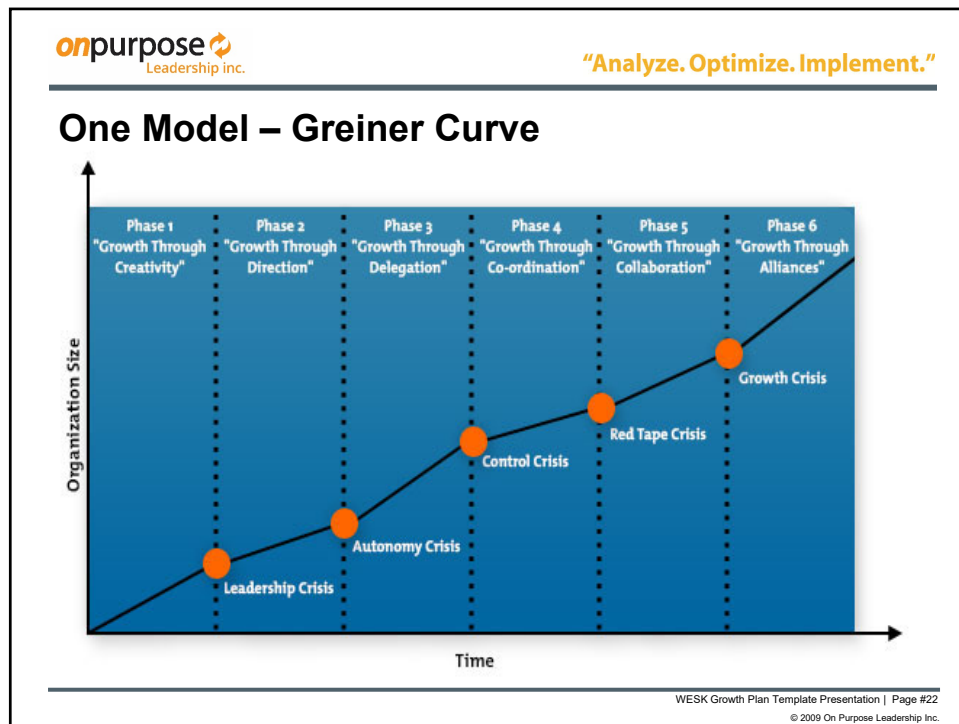 onpurpose
Leadership inc.
“Analyze. Optimize. Implement.”
One Model – Greiner Curve
Phase 1
"Growth Through
Creativity"
Phase 2
"Growth Through
Direction"
Phase 3
"Growth Through
Delegation"
Phase 4
"Growth Through
Co-ordination"
Phase 5
"Growth Through
Collaboration"
Phase 6
"Growth Through
Alliances"
Organization Size
Growth Crisis
Red Tape Crisis
Control Crisis
Autonomy Crisis
Leadership Crisis
Time
WESK Growth Plan Template Presentation | Page #22
© 2009 On Purpose Leadership Inc.